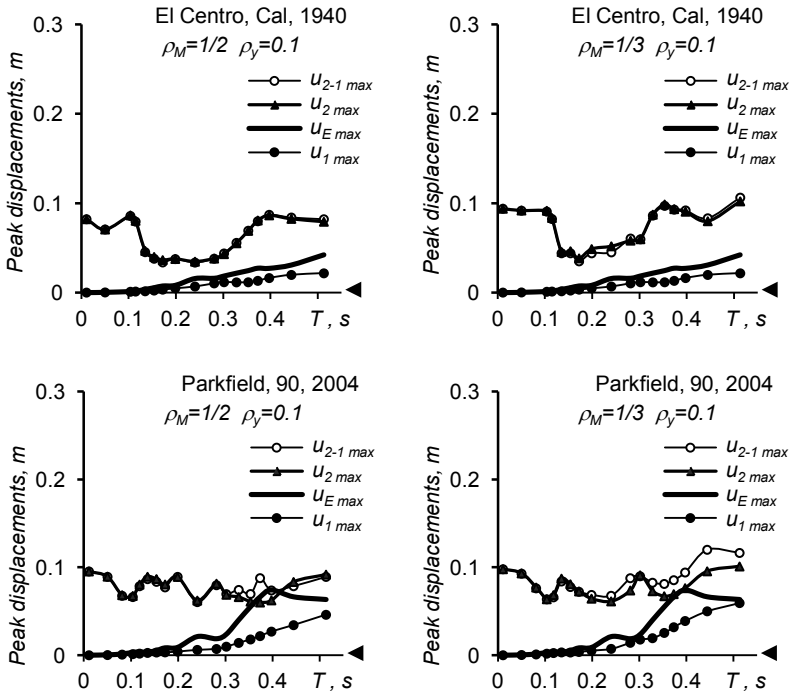 El Centro, Cal, 1940
ρM=1/2 ρy=0.1
Peak displacements, m
0.3
0.2
0.1
0
u2-1 max
u2 max
uE max
u1 max
0 0.1 0.2 0.3 0.4 T , s
El Centro, Cal, 1940
ρM=1/3 ρy=0.1
Peak displacements, m
0.3
0.2
0.1
0
u2-1 max
u2 max
uE max
u1 max
0 0.1 0.2 0.3 0.4 T , s
Parkfield, 90, 2004
ρM=1/2 ρy=0.1
Peak displacements, m
0.3
0.2
0.1
0
u2-1 max
u2 max
uE max
u1 max
0 0.1 0.2 0.3 0.4 T , s
Parkfield, 90, 2004
ρM=1/3 ρy=0.1
Peak displacements, m
0.3
0.2
0.1
0
u2-1 max
u2 max
uE max
u1 max
0 0.1 0.2 0.3 0.4 T , s